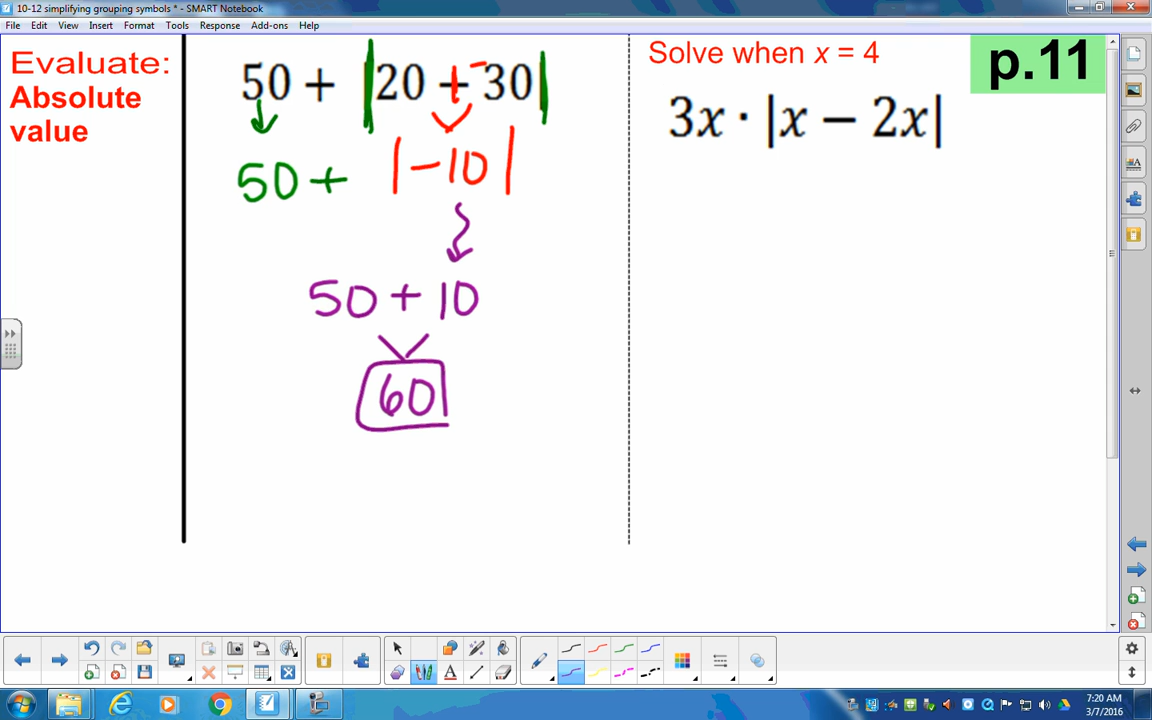 10-12 simplifying grouping symbols * - SMART Notebook
File Edit View Insert Format Tools Response Add-ons Help
Evaluate:
Absolute
value
50 + |20 + -30|
50 + |-10|
50 + 10
60
Solve when x = 4
p.11
3x · |x − 2x|
7:20 AM
3/7/2016